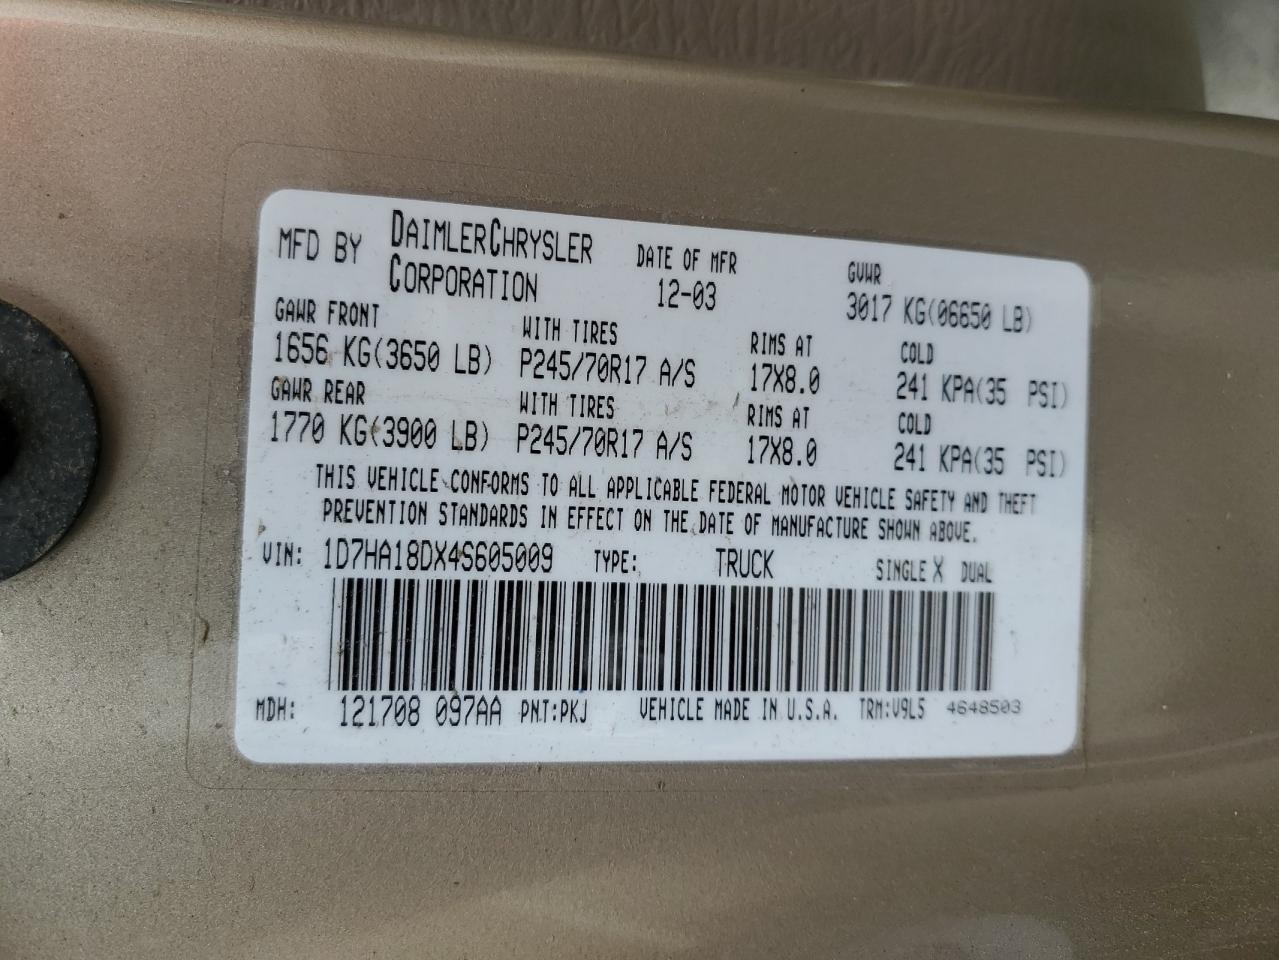 MFD BY DAIMLERCHRYSLER CORPORATION DATE OF MFR 12-03 GVWR 3017 KG(06650 LB)
GAWR FRONT WITH TIRES RIMS AT COLD
1656 KG(3650 LB) P245/70R17 A/S 17X8.0 241 KPA(35 PSI)
GAWR REAR WITH TIRES RIMS AT COLD
1770 KG(3900 LB) P245/70R17 A/S 17X8.0 241 KPA(35 PSI)
THIS VEHICLE CONFORMS TO ALL APPLICABLE FEDERAL MOTOR VEHICLE SAFETY AND THEFT
PREVENTION STANDARDS IN EFFECT ON THE DATE OF MANUFACTURE SHOWN ABOVE.
VIN: 1D7HA18DX4S605009 TYPE: TRUCK SINGLE X DUAL
MDH: 121708 097AA PNT:PKJ VEHICLE MADE IN U.S.A. TRM:V9L5 4648503